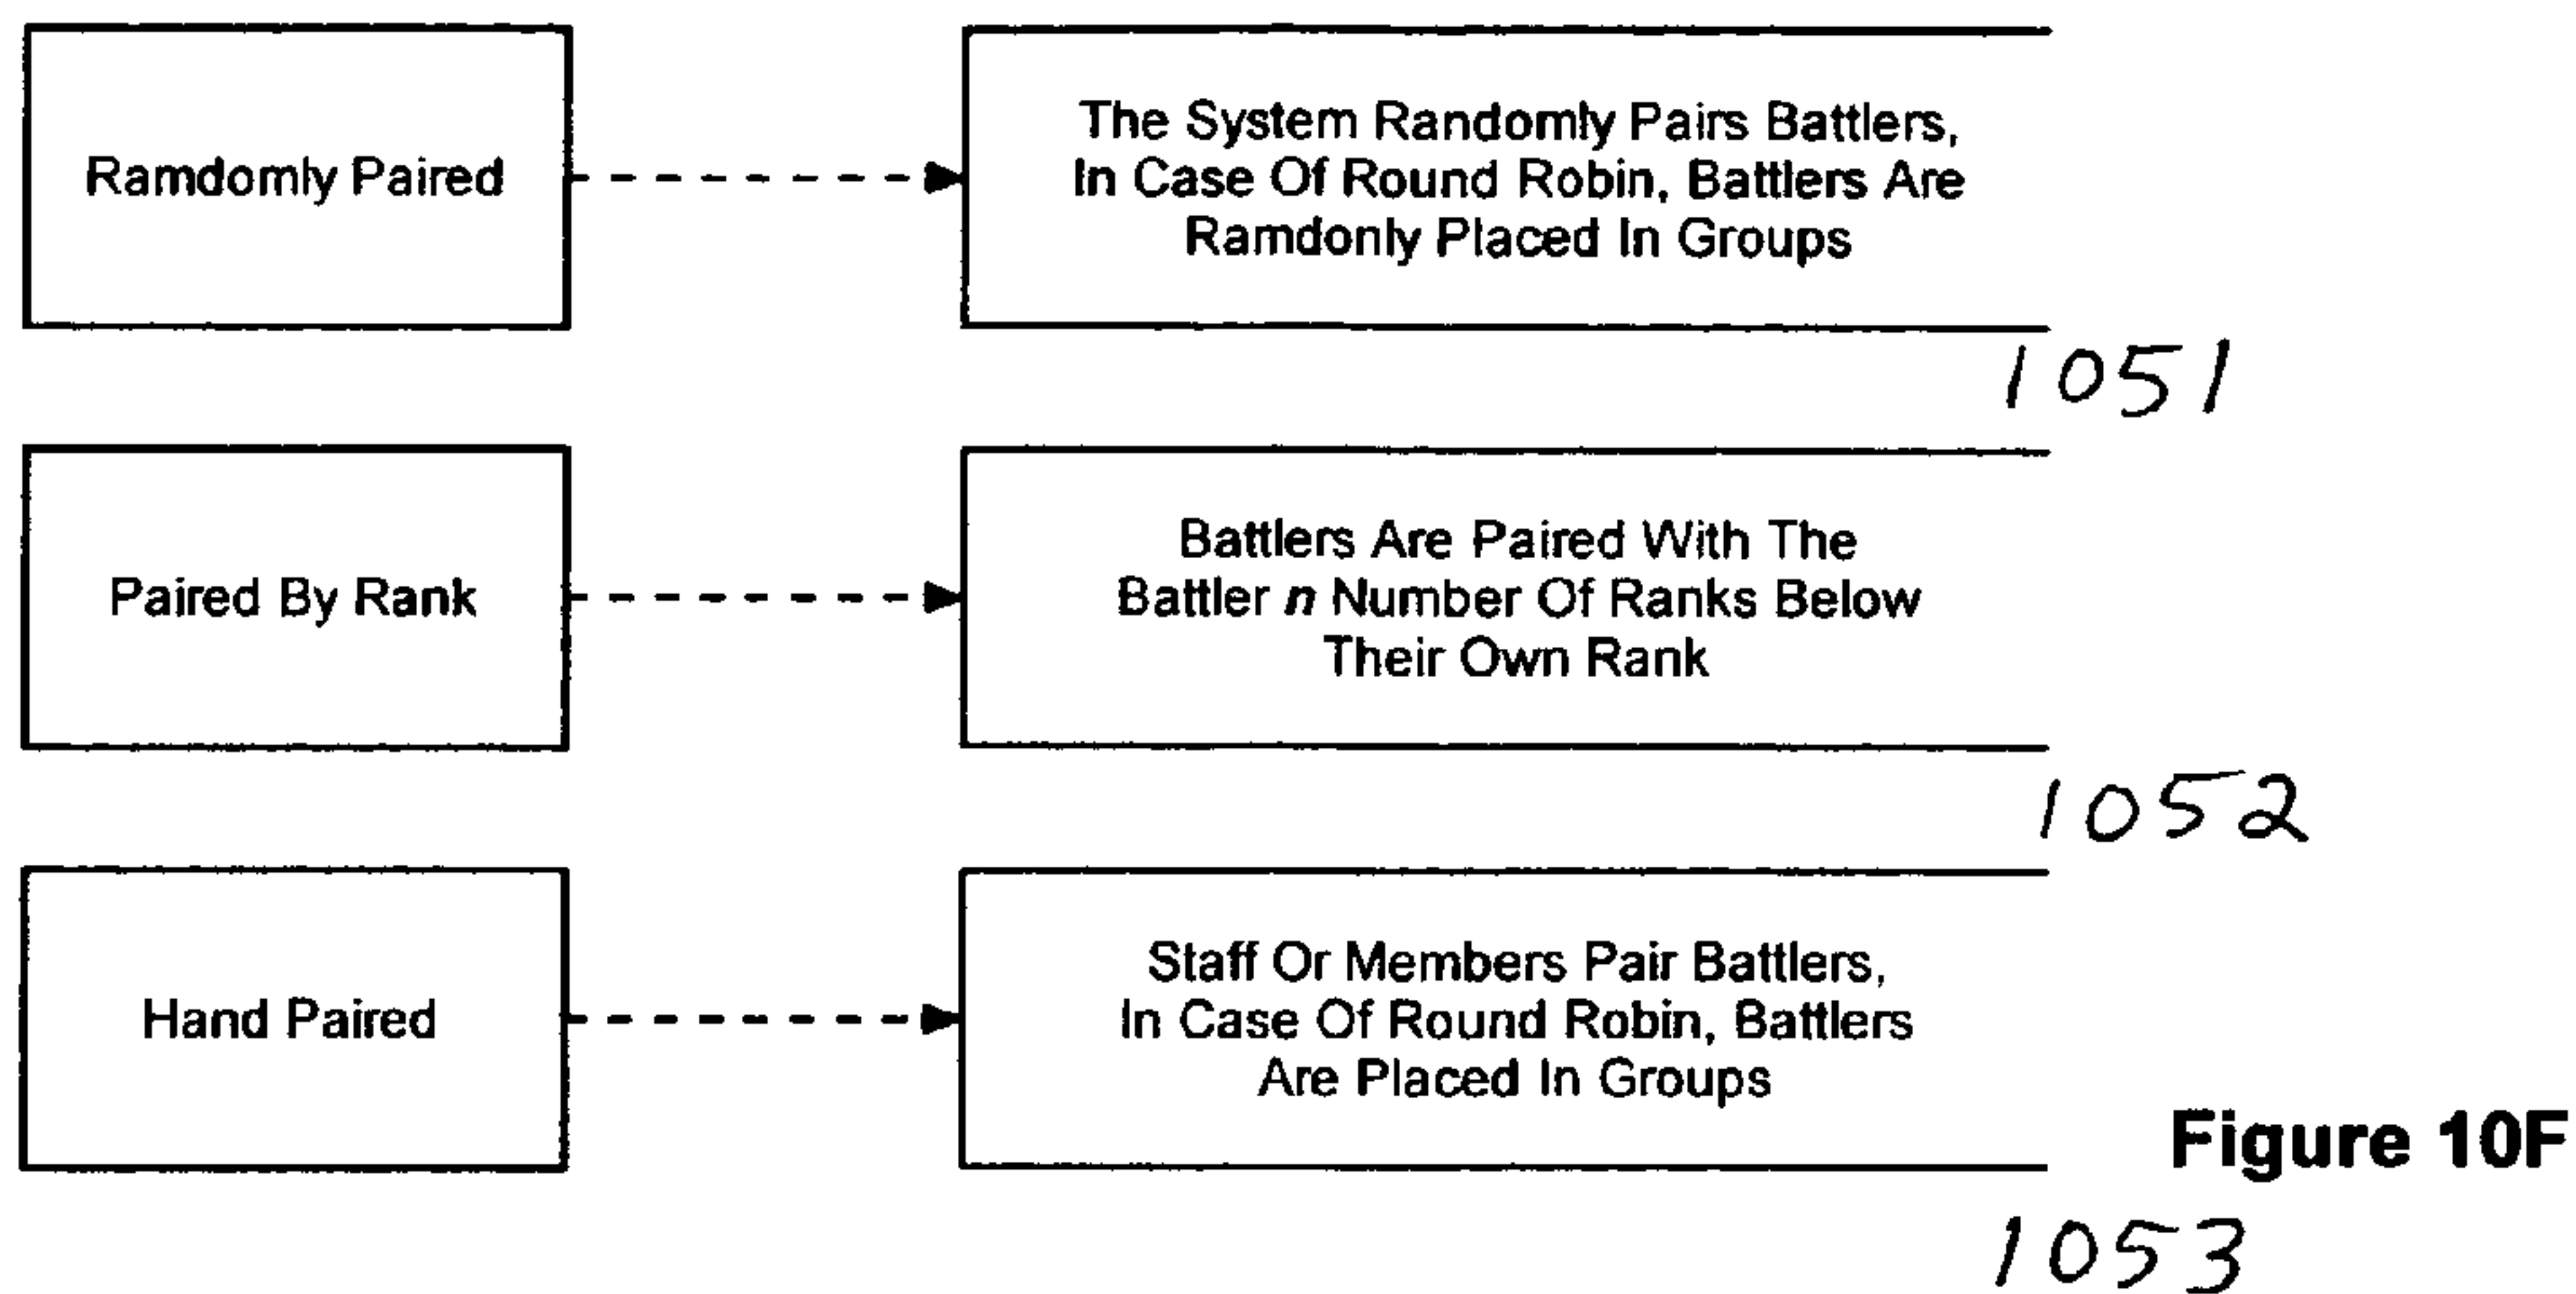 Ramdomly Paired
The System Randomly Pairs Battlers,
In Case Of Round Robin, Battlers Are
Ramdonly Placed In Groups
1051
Paired By Rank
Battlers Are Paired With The
Battler n Number Of Ranks Below
Their Own Rank
1052
Hand Paired
Staff Or Members Pair Battlers,
In Case Of Round Robin, Battlers
Are Placed In Groups
Figure 10F
1053